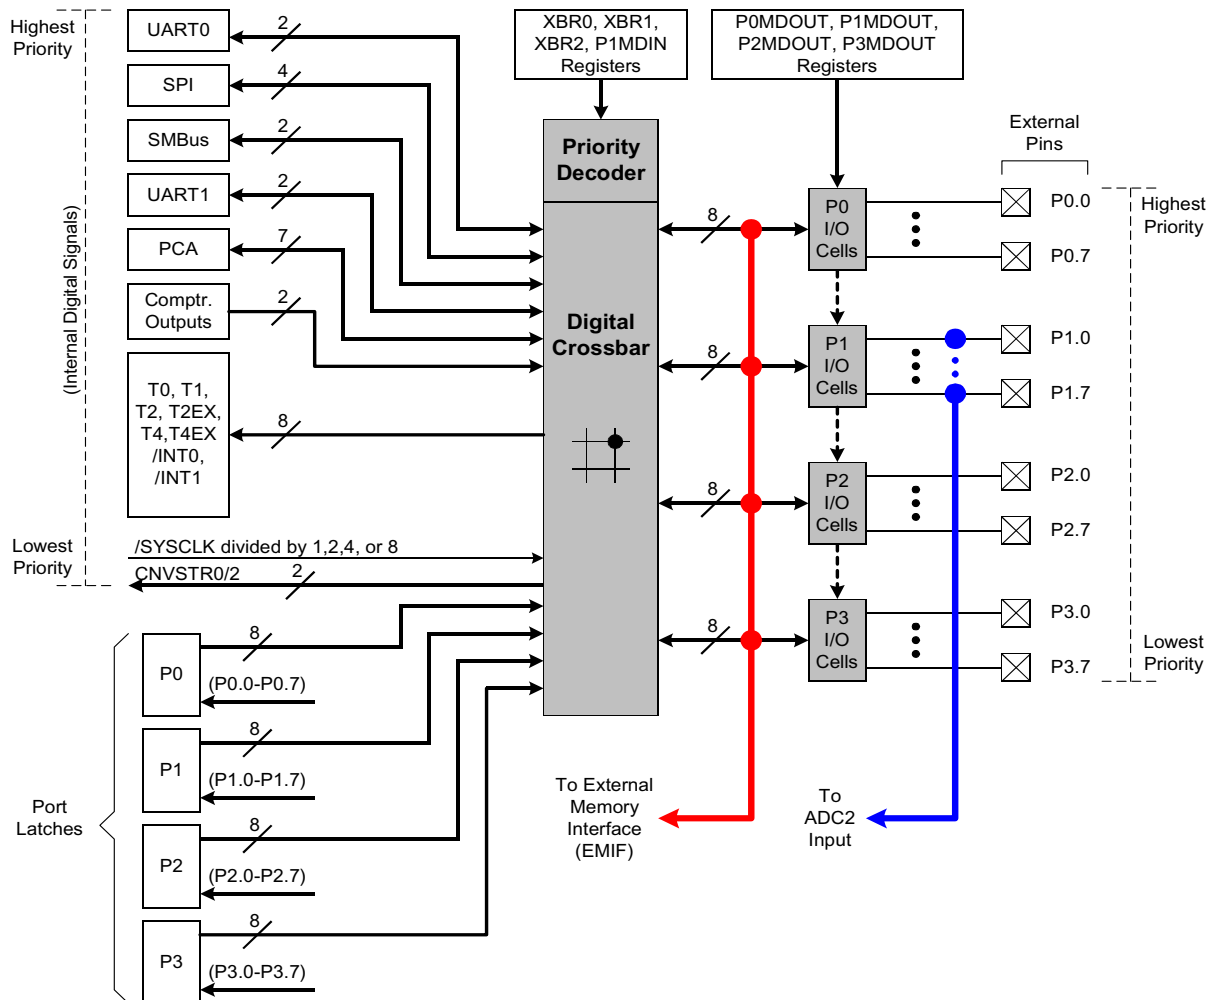 Highest
Priority
UART0
2
SPI
4
SMBus
2
UART1
2
PCA
7
Comptr.
Outputs
2
T0, T1,
T2, T2EX,
T4,T4EX
/INT0,
/INT1
8
(Internal Digital Signals)
Lowest
Priority
/SYSCLK divided by 1,2,4, or 8
CNVSTR0/2
2
XBR0, XBR1,
XBR2, P1MDIN
Registers
P0MDOUT, P1MDOUT,
P2MDOUT, P3MDOUT
Registers
Priority
Decoder
Digital
Crossbar
8
8
8
8
P0
I/O
Cells
P1
I/O
Cells
P2
I/O
Cells
P3
I/O
Cells
External
Pins
P0.0
P0.7
P1.0
P1.7
P2.0
P2.7
P3.0
P3.7
Highest
Priority
Lowest
Priority
Port
Latches
P0
8
(P0.0-P0.7)
P1
8
(P1.0-P1.7)
P2
8
(P2.0-P2.7)
P3
8
(P3.0-P3.7)
To External
Memory
Interface
(EMIF)
To
ADC2
Input